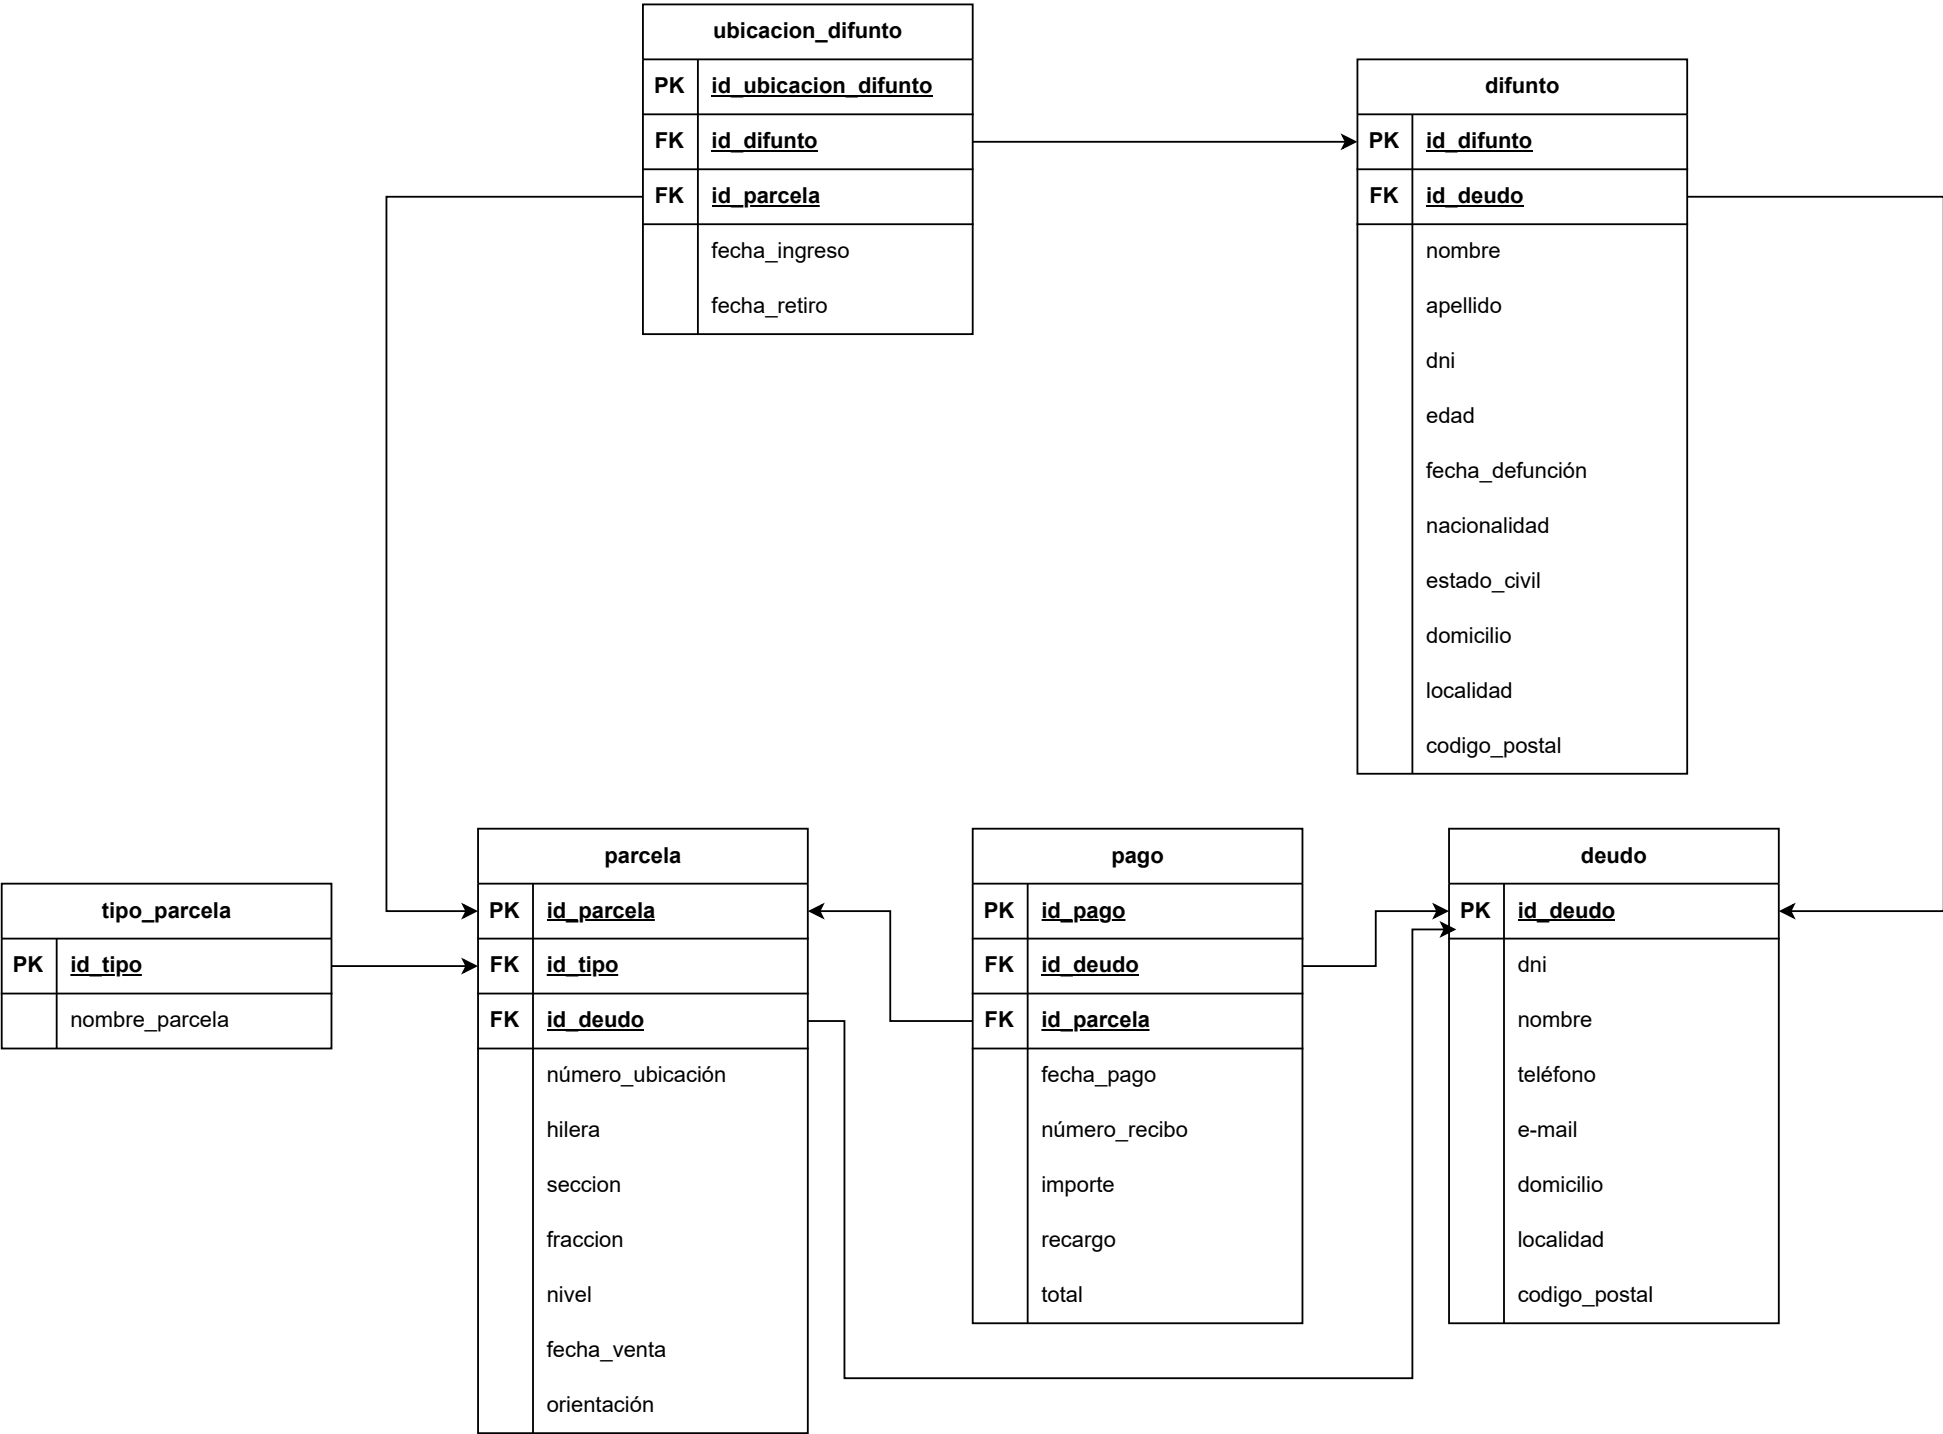 ubicacion_difunto
PK id_ubicacion_difunto
FK id_difunto
FK id_parcela
fecha_ingreso
fecha_retiro
difunto
PK id_difunto
FK id_deudo
nombre
apellido
dni
edad
fecha_defunción
nacionalidad
estado_civil
domicilio
localidad
codigo_postal
tipo_parcela
PK id_tipo
nombre_parcela
parcela
PK id_parcela
FK id_tipo
FK id_deudo
número_ubicación
hilera
seccion
fraccion
nivel
fecha_venta
orientación
pago
PK id_pago
FK id_deudo
FK id_parcela
fecha_pago
número_recibo
importe
recargo
total
deudo
PK id_deudo
dni
nombre
teléfono
e-mail
domicilio
localidad
codigo_postal